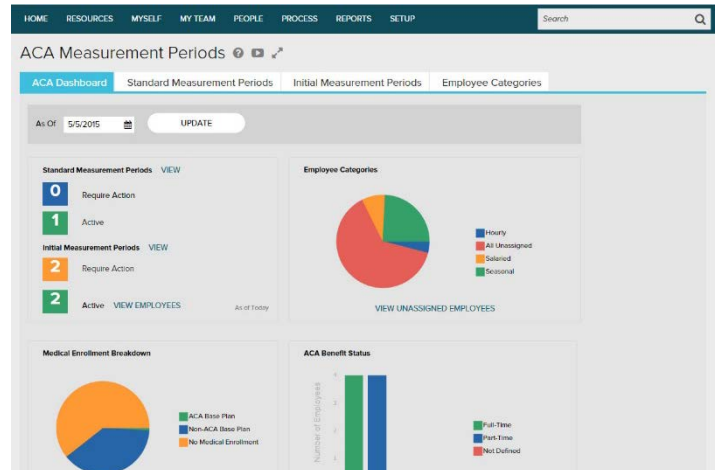 HOME RESOURCES MYSELF MY TEAM PEOPLE PROCESS REPORTS SETUP Search
ACA Measurement Periods
ACA Dashboard Standard Measurement Periods Initial Measurement Periods Employee Categories
As Of 5/5/2015 UPDATE
Standard Measurement Periods VIEW
0 Require Action
1 Active
Initial Measurement Periods VIEW
2 Require Action
2 Active VIEW EMPLOYEES As of Today
Employee Categories
Hourly
All Unassigned
Salaried
Seasonal
VIEW UNASSIGNED EMPLOYEES
Medical Enrollment Breakdown
ACA Base Plan
Non-ACA Base Plan
No Medical Enrollment
ACA Benefit Status
Number of Employees
Full-Time
Part-Time
Not Defined